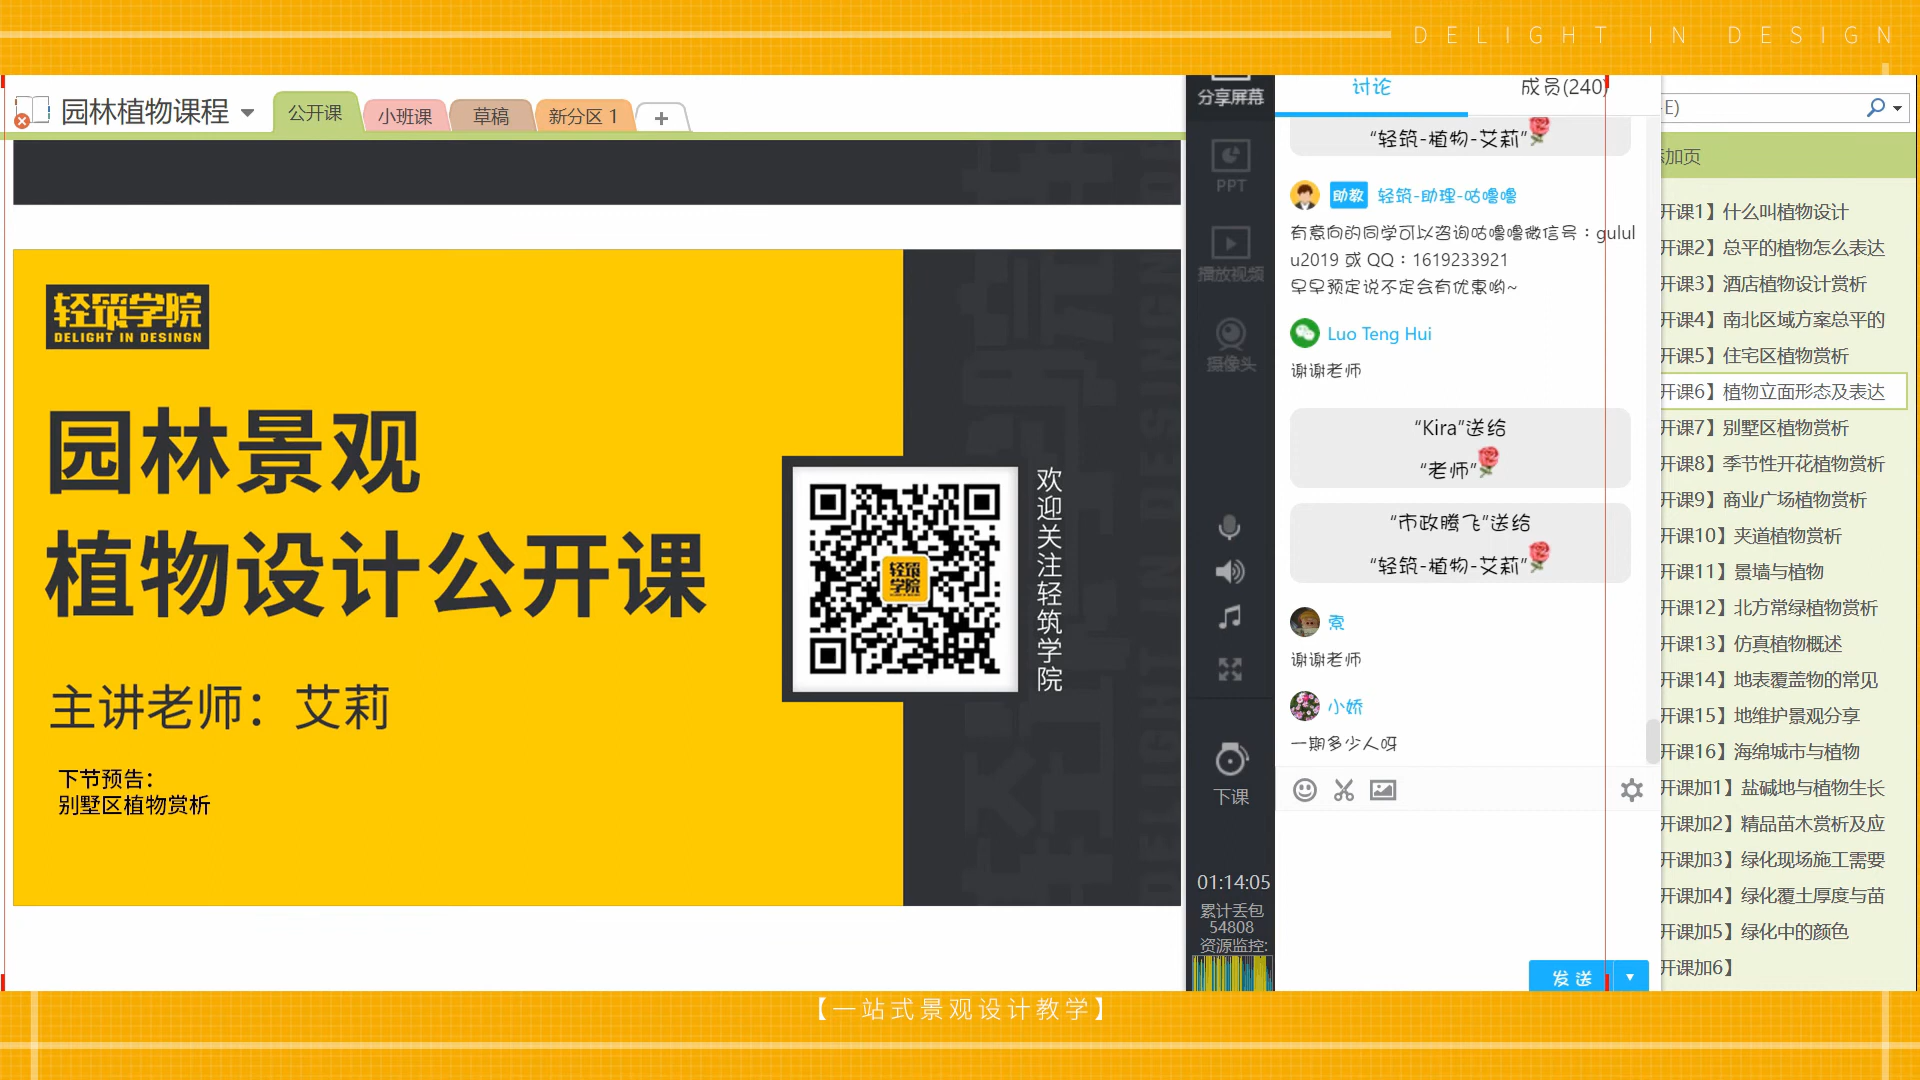 DELIGHT IN DESIGN
园林植物课程
公开课
小班课
草稿
新分区 1
+
轻筑学院
DELIGHT IN DESINGN
园林景观
植物设计公开课
主讲老师：艾莉
下节预告：
别墅区植物赏析
轻筑
学院
欢迎关注轻筑学院
分享屏幕
PPT
播放视频
摄像头
下课
01:14:05
累计丢包
54808
资源监控:
讨论
成员(240)
“轻筑-植物-艾莉”
助教 轻筑-助理-咕噜噜
有意向的同学可以咨询咕噜噜微信号：gulul
u2019 或 QQ：1619233921
早早预定说不定会有优惠哟~
Luo Teng Hui
谢谢老师
“Kira”送给
“老师”
“市政腾飞”送给
“轻筑-植物-艾莉”
谢谢老师
小娇
一期多少人呀
发送
E)
加页
开课1】什么叫植物设计
开课2】总平的植物怎么表达
开课3】酒店植物设计赏析
开课4】南北区域方案总平的
开课5】住宅区植物赏析
开课6】植物立面形态及表达
开课7】别墅区植物赏析
开课8】季节性开花植物赏析
开课9】商业广场植物赏析
开课10】夹道植物赏析
开课11】景墙与植物
开课12】北方常绿植物赏析
开课13】仿真植物概述
开课14】地表覆盖物的常见
开课15】地维护景观分享
开课16】海绵城市与植物
开课加1】盐碱地与植物生长
开课加2】精品苗木赏析及应
开课加3】绿化现场施工需要
开课加4】绿化覆土厚度与苗
开课加5】绿化中的颜色
开课加6】
【一站式景观设计教学】